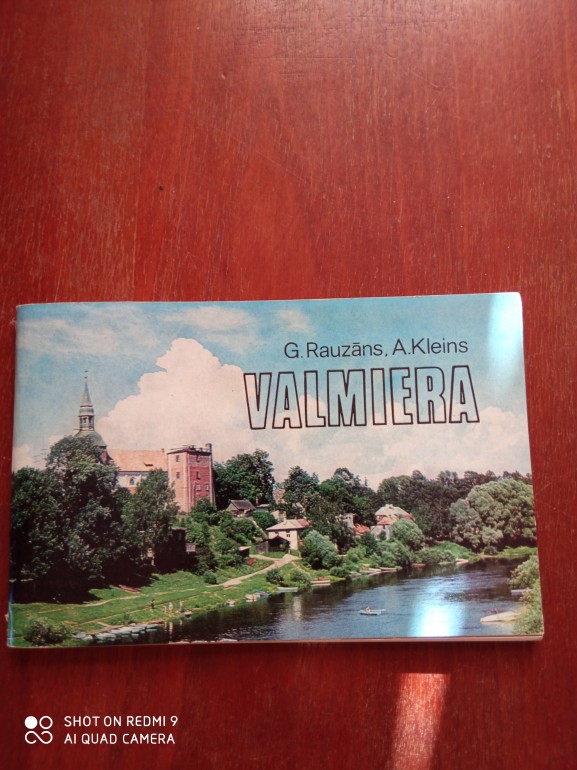 G. Rauzāns, A. Kleins
VALMIERA
SHOT ON REDMI 9
AI QUAD CAMERA